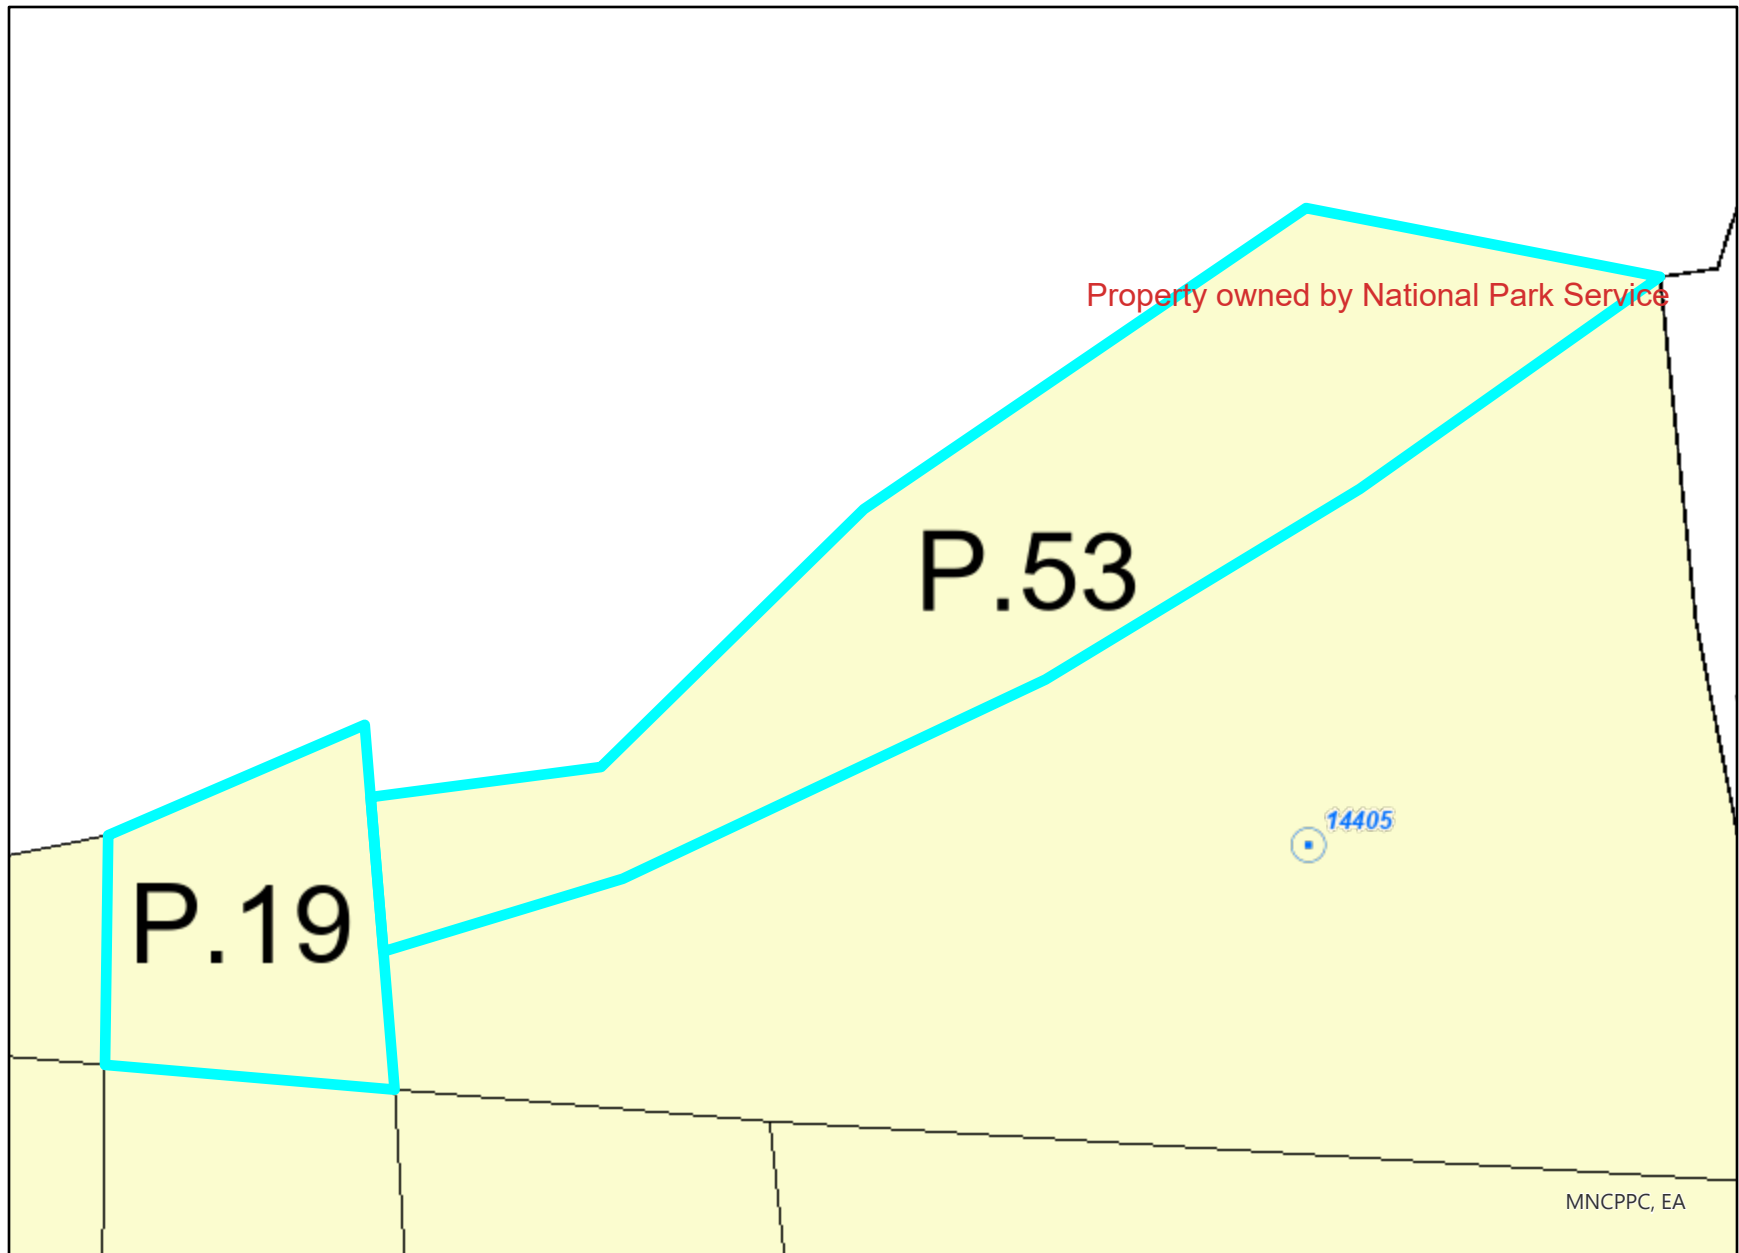 Property owned by National Park Service
P.53
14405
P.19
MNCPPC, EA